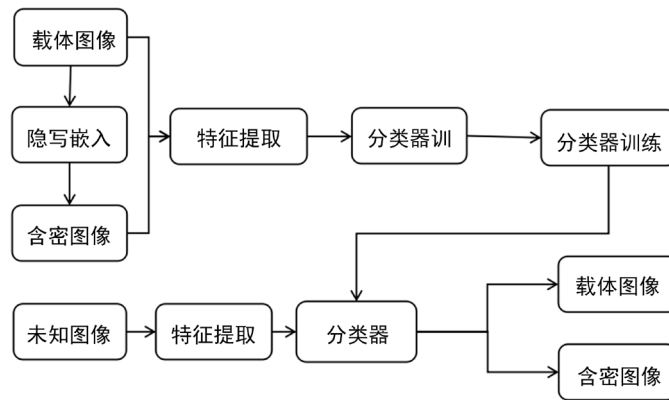 载体图像
隐写嵌入
特征提取
分类器训
分类器训练
含密图像
未知图像
特征提取
分类器
载体图像
含密图像